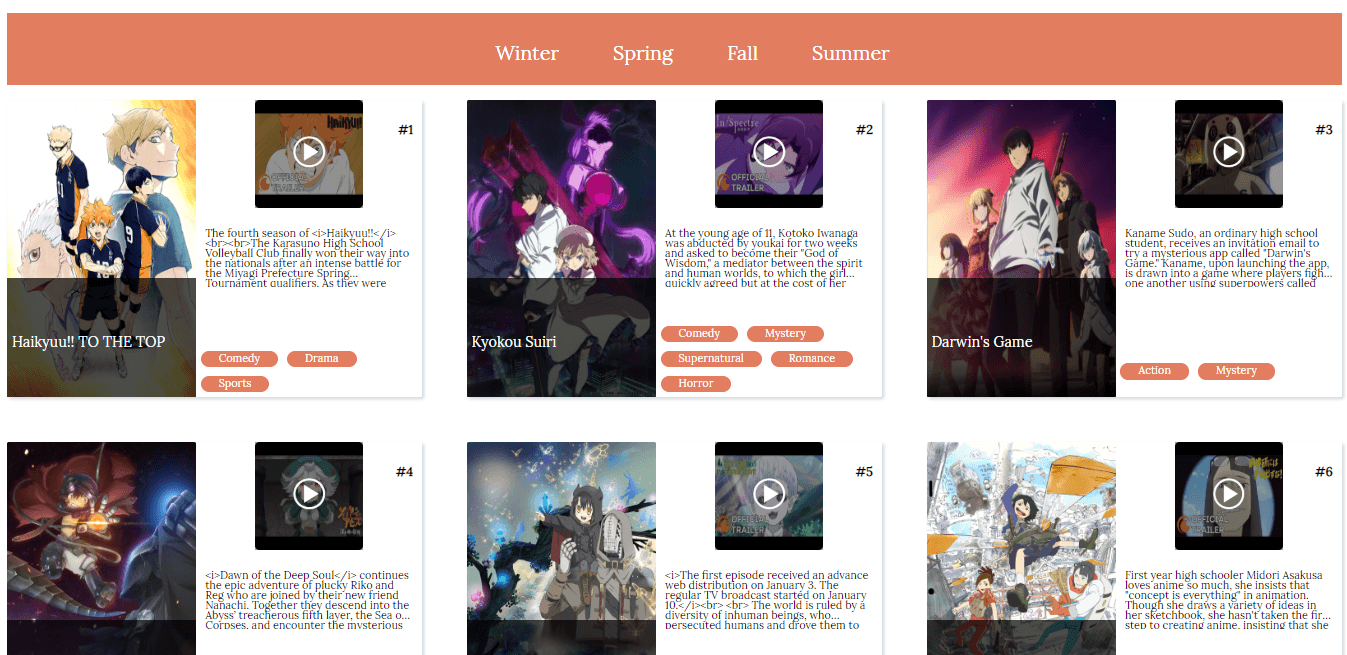 Winter Spring Fall Summer
HAIKYU!!
OFFICIAL
TRAILER
#1
The fourth season of <i>Haikyuu!!</i>
<br><br>The Karasuno High School
Volleyball Club finally won their way into
the nationals after an intense battle for
the Miyagi Prefecture Spring...
Tournament qualifiers. As they were
Haikyuu!! TO THE TOP
Comedy Drama
Sports
In/Spectre
OFFICIAL
TRAILER
#2
At the young age of 11, Kotoko Iwanaga
was abducted by youkai for two weeks
and asked to become their "God of
Wisdom," a mediator between the spirit
and human worlds, to which the girl...
quickly agreed but at the cost of her
Kyokou Suiri
Comedy Mystery
Supernatural Romance
Horror
#3
Kaname Sudo, an ordinary high school
student, receives an invitation email to
try a mysterious app called "Darwin's
Game." Kaname, upon launching the app,
is drawn into a game where players figh...
one another using superpowers called
Darwin's Game
Action Mystery
#4
<i>Dawn of the Deep Soul</i> continues
the epic adventure of plucky Riko and
Reg who are joined by their new friend
Nanachi. Together they descend into the
Abyss' treacherous fifth layer, the Sea o...
Corpses, and encounter the mysterious
OFFICIAL
TRAILER
#5
<i>The first episode received an advance
web distribution on January 3. The
regular TV broadcast started on January
10.</i><br> <br> The world is ruled by a
diversity of inhuman beings, who...
persecuted humans and drove them to
OFFICIAL
TRAILER
#6
First year high schooler Midori Asakusa
loves anime so much, she insists that
"concept is everything" in animation.
Though she draws a variety of ideas in
her sketchbook, she hasn't taken the fir...
step to creating anime, insisting that she